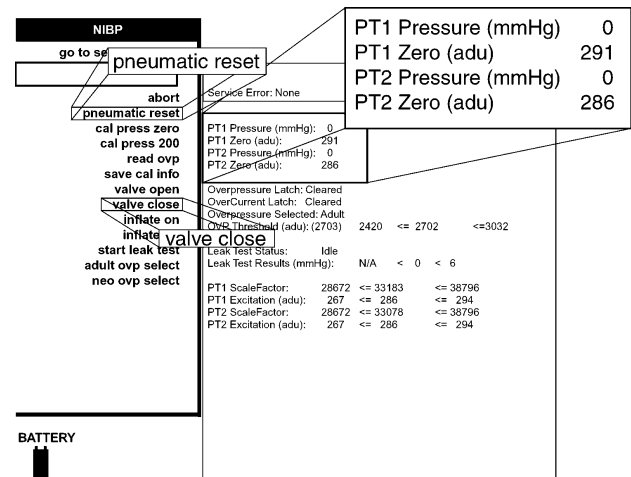 NIBP
go to se
pneumatic reset
abort
pneumatic reset
cal press zero
cal press 200
read ovp
save cal info
valve open
valve close
inflate on
inflate
valve close
start leak test
adult ovp select
neo ovp select
BATTERY
PT1 Pressure (mmHg) 0
PT1 Zero (adu) 291
PT2 Pressure (mmHg) 0
PT2 Zero (adu) 286
Service Error: None
PT1 Pressure (mmHg): 0
PT1 Zero (adu): 291
PT2 Pressure (mmHg): 0
PT2 Zero (adu): 286
Overpressure Latch: Cleared
OverCurrent Latch: Cleared
Overpressure Selected: Adult
OVP Threshold (adu): (2703) 2420 <= 2702 <=3032
Leak Test Status: Idle
Leak Test Results (mmHg): N/A < 0 < 6
PT1 ScaleFactor: 28672 <= 33183 <= 38796
PT1 Excitation (adu): 267 <= 286 <= 294
PT2 ScaleFactor: 28672 <= 33078 <= 38796
PT2 Excitation (adu): 267 <= 286 <= 294